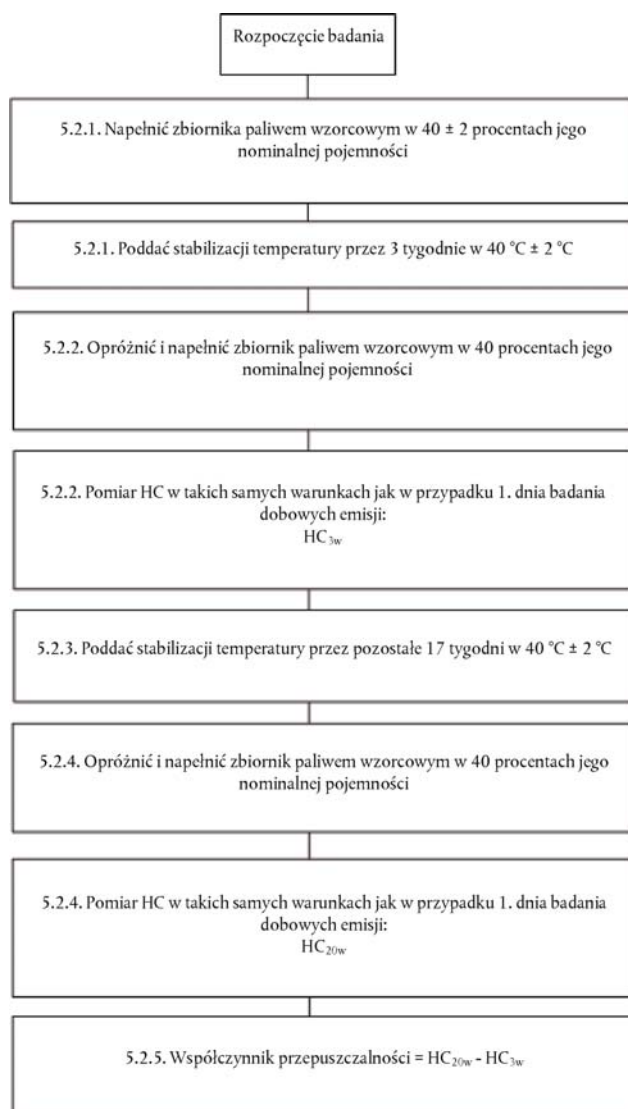 Rozpoczęcie badania
5.2.1. Napełnić zbiornika paliwem wzorcowym w 40 ± 2 procentach jego
nominalnej pojemności
5.2.1. Poddać stabilizacji temperatury przez 3 tygodnie w 40 °C ± 2 °C
5.2.2. Opróżnić i napełnić zbiornik paliwem wzorcowym w 40 procentach jego
nominalnej pojemności
5.2.2. Pomiar HC w takich samych warunkach jak w przypadku 1. dnia badania
dobowych emisji:
HC3w
5.2.3. Poddać stabilizacji temperatury przez pozostałe 17 tygodni w 40 °C ± 2 °C
5.2.4. Opróżnić i napełnić zbiornik paliwem wzorcowym w 40 procentach jego
nominalnej pojemności
5.2.4. Pomiar HC w takich samych warunkach jak w przypadku 1. dnia badania
dobowych emisji:
HC20w
5.2.5. Współczynnik przepuszczalności = HC20w - HC3w